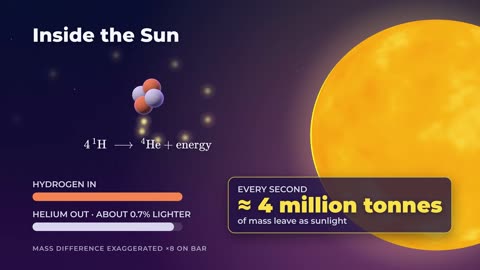 Inside the Sun
4 ¹H ⟶ ⁴He + energy
HYDROGEN IN
HELIUM OUT · ABOUT 0.7% LIGHTER
MASS DIFFERENCE EXAGGERATED ×8 ON BAR
EVERY SECOND
≈ 4 million tonnes
of mass leave as sunlight